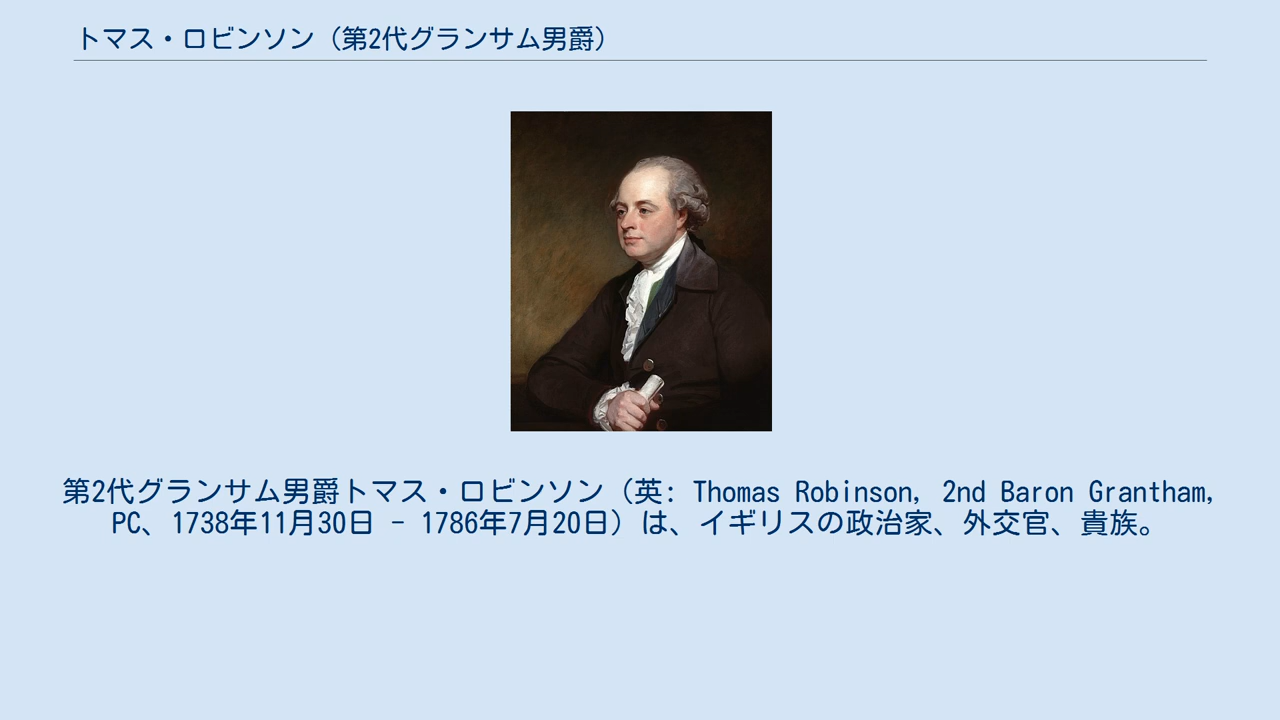 トマス・ロビンソン（第2代グランサム男爵）
第2代グランサム男爵トマス・ロビンソン（英: Thomas Robinson, 2nd Baron Grantham,
PC、1738年11月30日 - 1786年7月20日）は、イギリスの政治家、外交官、貴族。